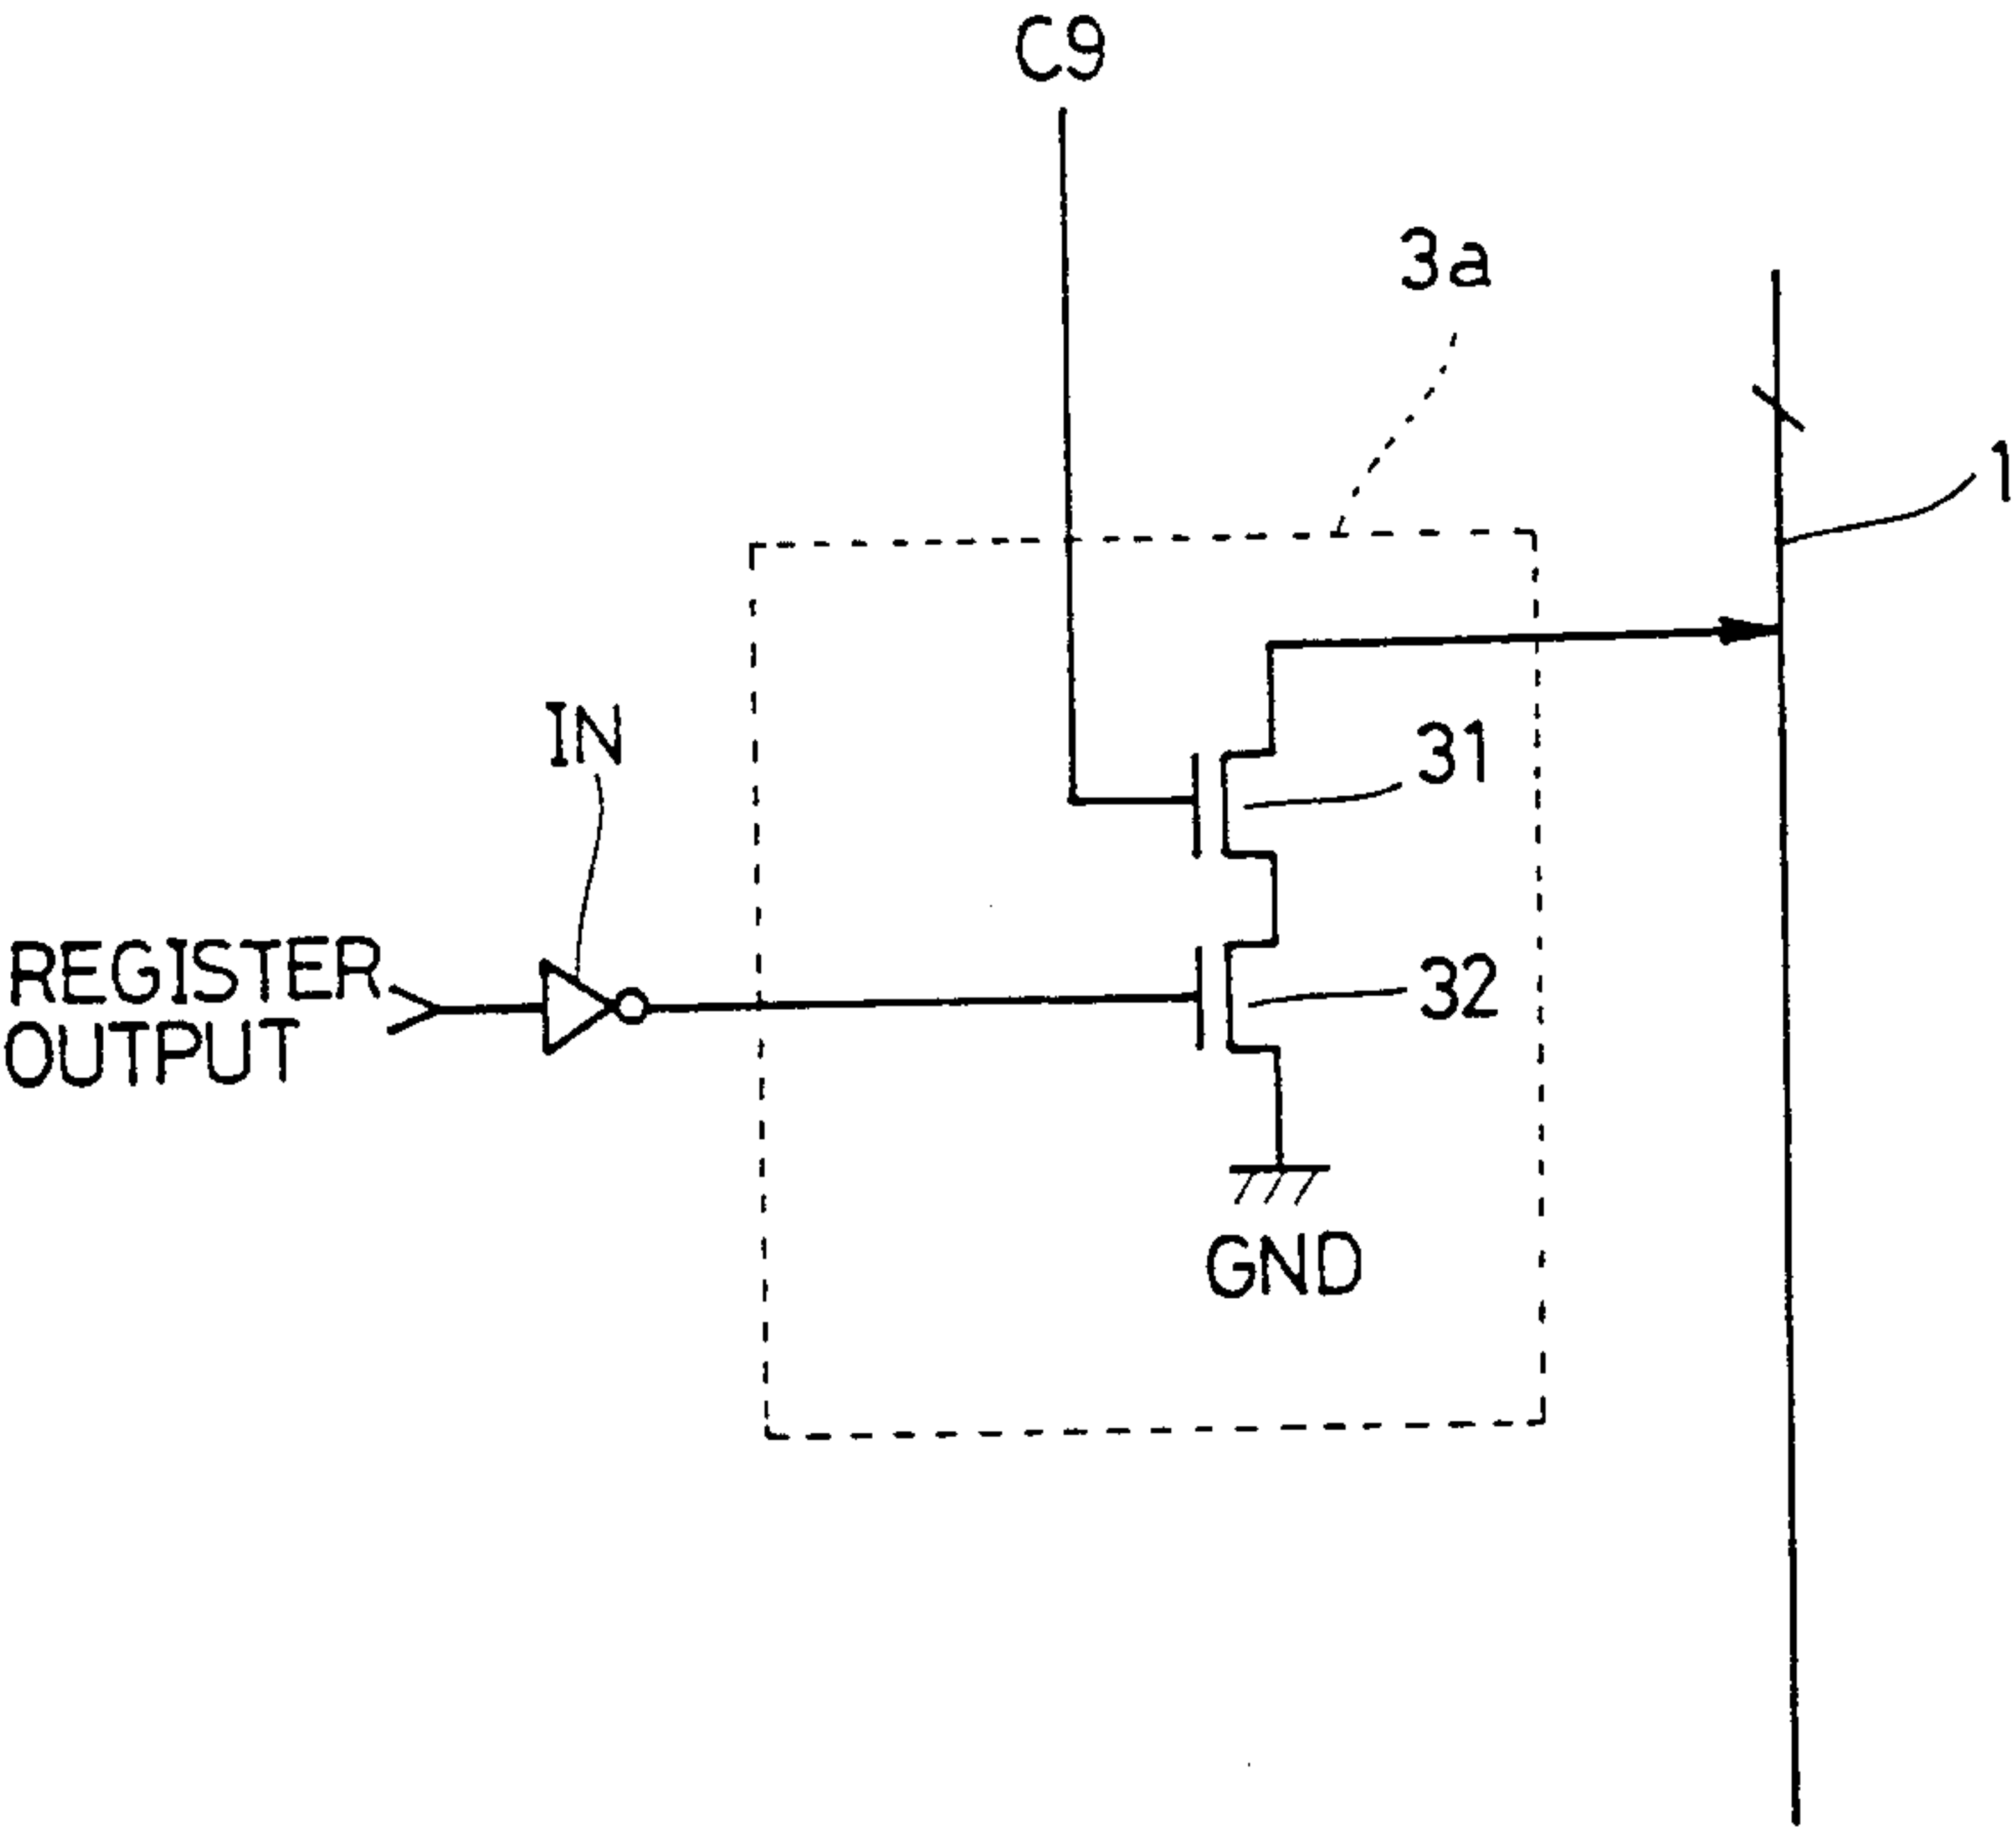 C9
3a
1
IN
31
REGISTER
OUTPUT
32
GND